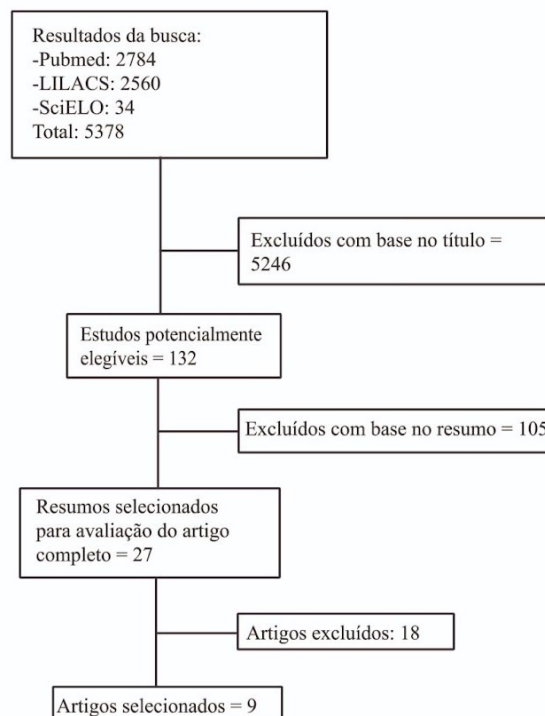 Resultados da busca:
-Pubmed: 2784
-LILACS: 2560
-SciELO: 34
Total: 5378
Excluídos com base no título =
5246
Estudos potencialmente
elegíveis = 132
Excluídos com base no resumo = 105
Resumos selecionados
para avaliação do artigo
completo = 27
Artigos excluídos: 18
Artigos selecionados = 9